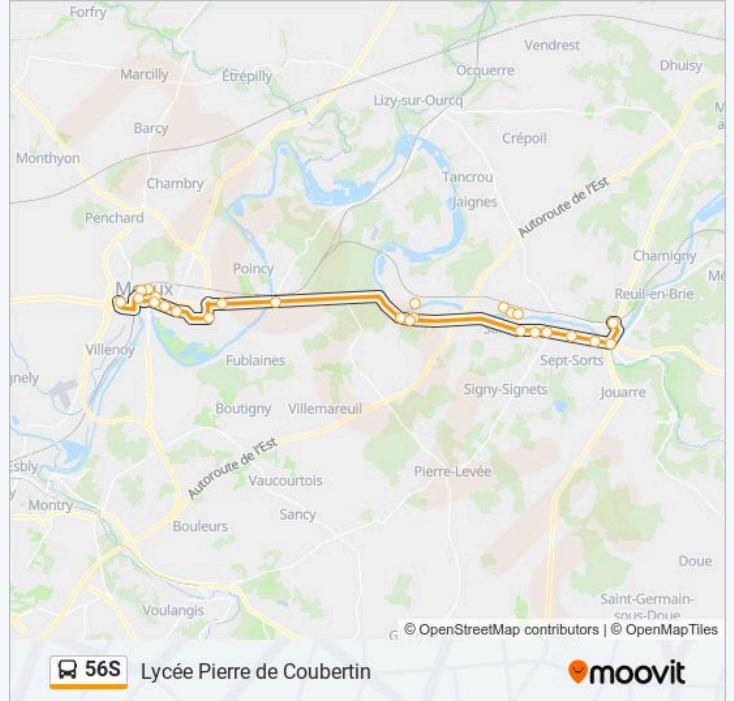 Forfry
Vendrest
Marcilly
Étrépilly
Ocquerre
Dhuisy
Lizy-sur-Ourcq
Barcy
Crépoil
Monthyon
Chambry
Tancrou
Jaignes
Autoroute de l'Est
Penchard
Chamigny
Poincy
Meaux
Reuil-en-Brie
Villenoy
Fublaines
Sept-Sorts
Signy-Signets
Jouarre
Boutigny
Villemareuil
Autoroute de l'Est
Esbly
Vaucourtois
Pierre-Levée
Montry
Sancy
Bouleurs
Doue
Saint-Germain-
sous-Doue
Voulangis
© OpenStreetMap contributors | © OpenMapTiles
56S Lycée Pierre de Coubertin
moovit